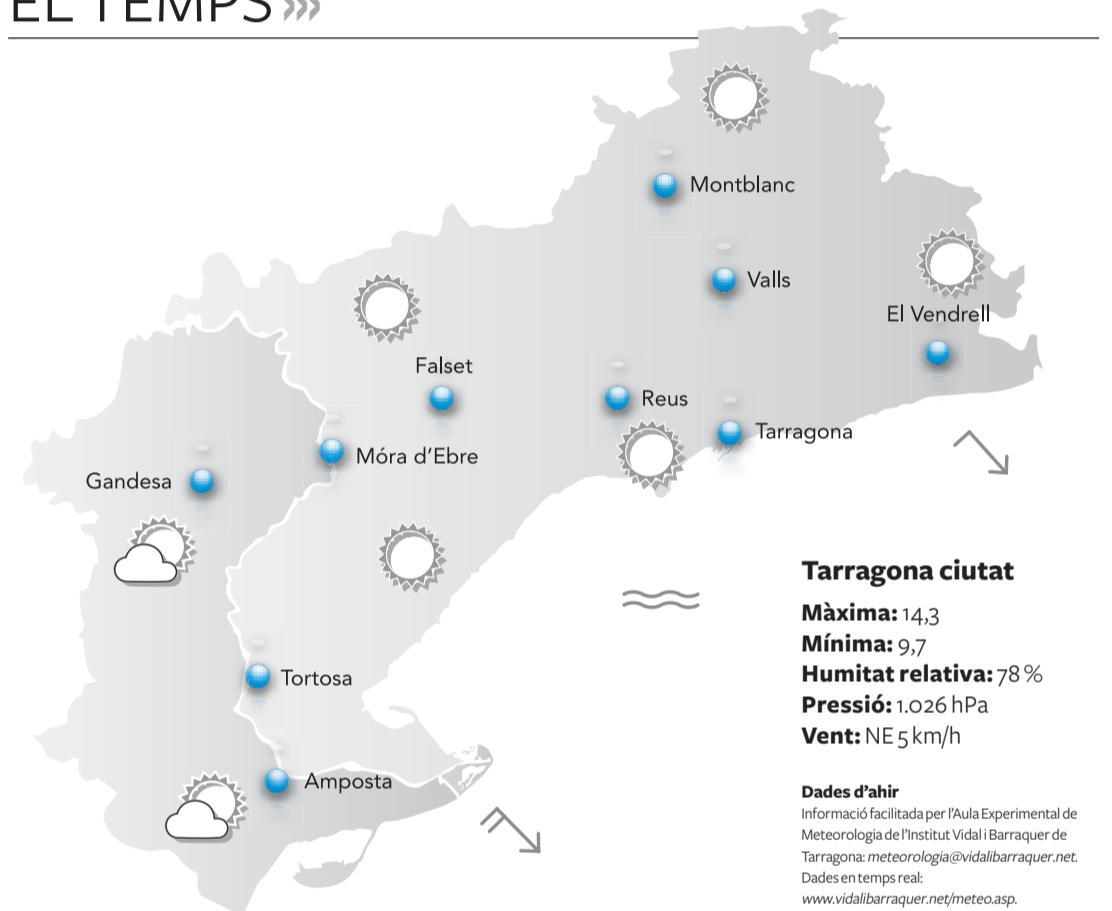 EL TEMPS
Montblanc
Valls
El Vendrell
Falset
Reus
Tarragona
Móra d'Ebre
Gandesa
Tortosa
Amposta
Tarragona ciutat
Màxima: 14,3
Mínima: 9,7
Humitat relativa: 78 %
Pressió: 1.026 hPa
Vent: NE 5 km/h
Dades d'ahir
Informació facilitada per l'Aula Experimental de
Meteorologia de l'Institut Vidal i Barraquer de
Tarragona: meteorologia@vidalibarraquer.net.
Dades en temps real:
www.vidalibarraquer.net/meteo.asp.